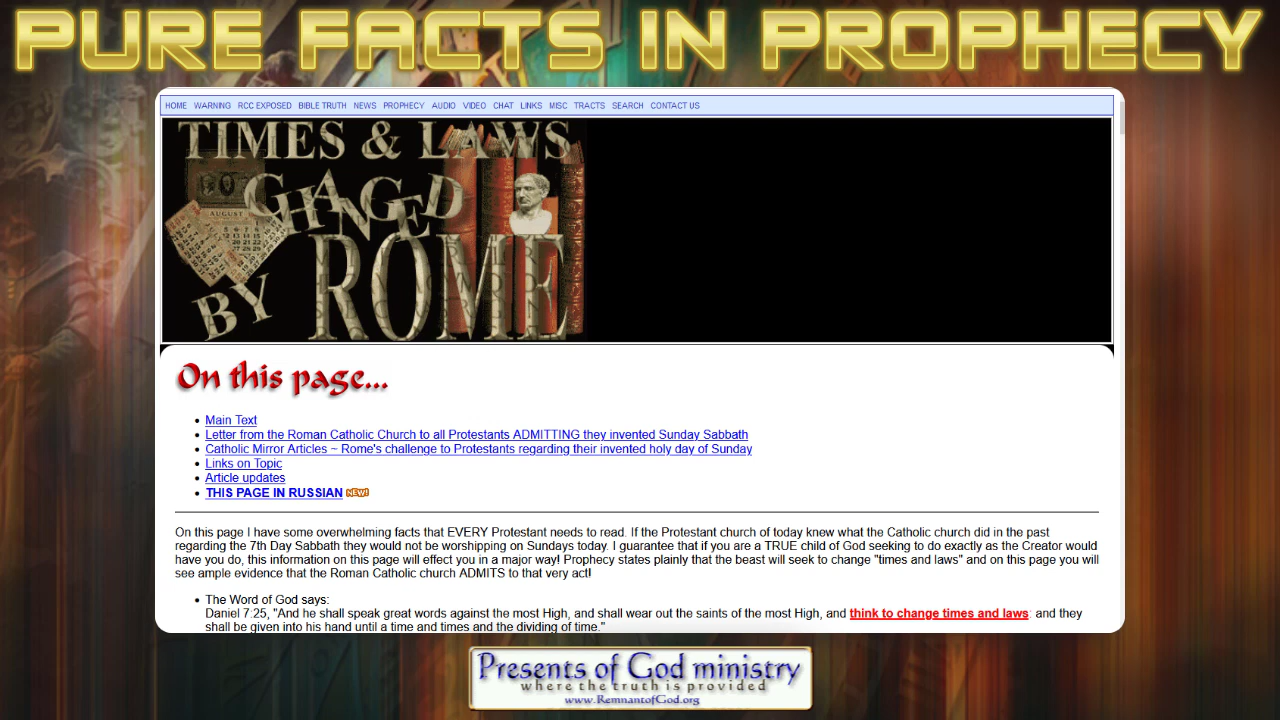 PURE FACTS IN PROPHECY
HOME WARNING RCC EXPOSED BIBLE TRUTH NEWS PROPHECY AUDIO VIDEO CHAT LINKS MISC TRACTS SEARCH CONTACT US
TIMES & LAWS
CHANGED
AUGUST
BY ROME
On this page...
• Main Text
• Letter from the Roman Catholic Church to all Protestants ADMITTING they invented Sunday Sabbath
• Catholic Mirror Articles ~ Rome's challenge to Protestants regarding their invented holy day of Sunday
• Links on Topic
• Article updates
• THIS PAGE IN RUSSIAN NEW!
On this page I have some overwhelming facts that EVERY Protestant needs to read. If the Protestant church of today knew what the Catholic church did in the past
regarding the 7th Day Sabbath they would not be worshipping on Sundays today. I guarantee that if you are a TRUE child of God seeking to do exactly as the Creator would
have you do, this information on this page will effect you in a major way! Prophecy states plainly that the beast will seek to change "times and laws" and on this page you will
see ample evidence that the Roman Catholic church ADMITS to that very act!
• The Word of God says:
Daniel 7:25, "And he shall speak great words against the most High, and shall wear out the saints of the most High, and think to change times and laws: and they
shall be given into his hand until a time and times and the dividing of time."
Presents of God ministry
where the truth is provided
www.RemnantofGod.org